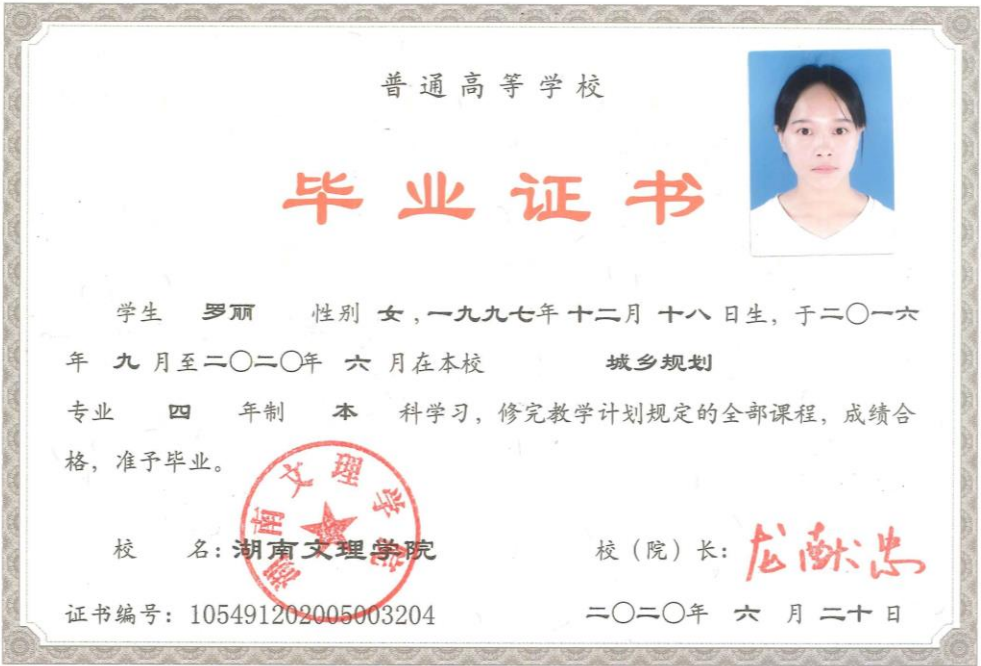 普通高等学校
毕业证书
学生 罗丽 性别 女，一九九七年 十二月 十八 日生，于二〇一六
年 九 月至二〇二〇年 六 月在本校 城乡规划
专业 四 年制 本 科学习，修完教学计划规定的全部课程，成绩合
格，准予毕业。
湖南文理学院
校 名：湖南文理学院 校（院）长：龙献忠
证书编号：105491202005003204 二〇二〇年 六 月 二十 日